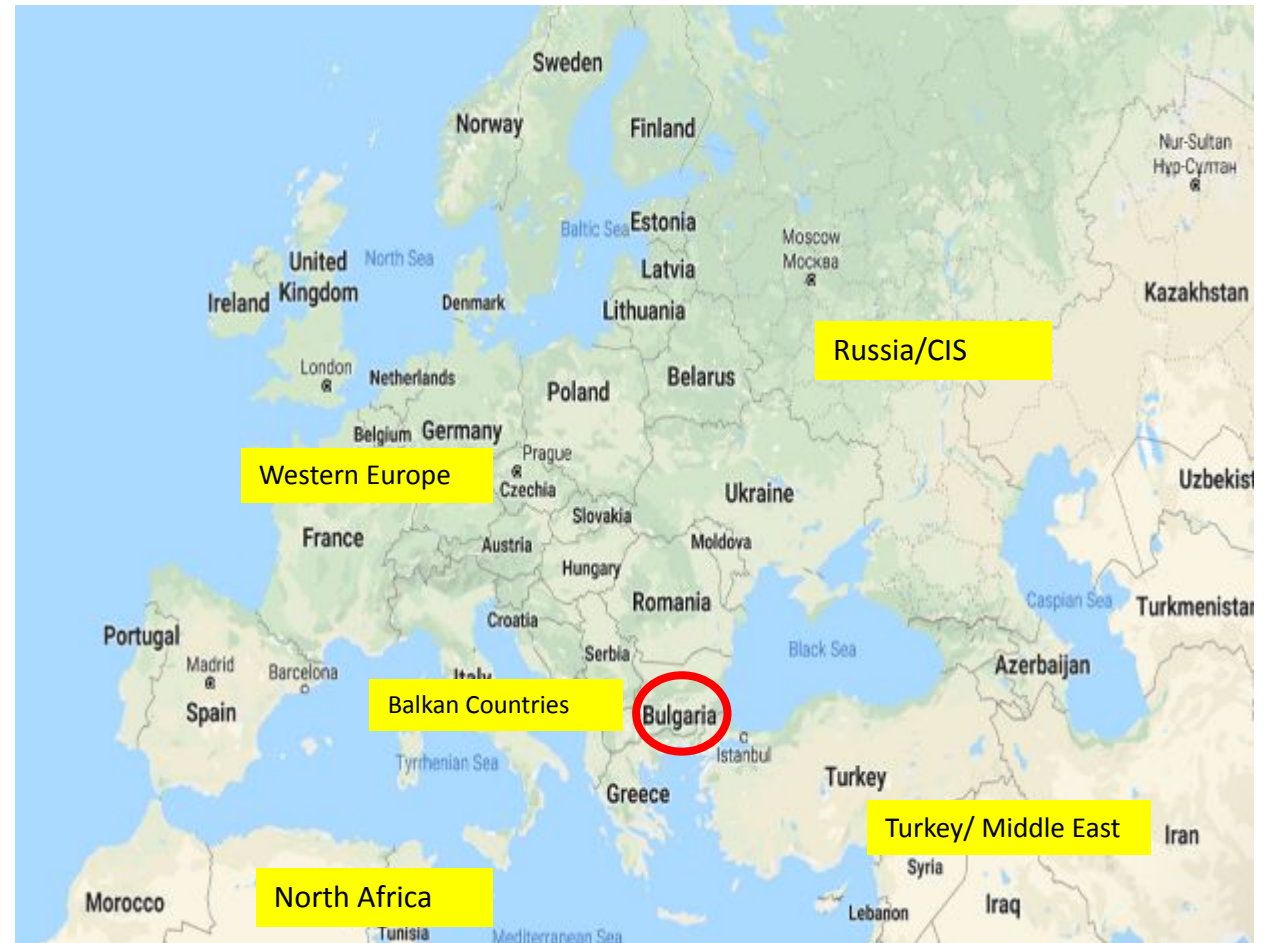 Sweden
Norway
Finland
Nur-Sultan
Нұр-Сұлтан
Baltic Sea
Estonia
Moscow
Москва
United
Kingdom
North Sea
Latvia
Ireland
Denmark
Lithuania
Kazakhstan
Russia/CIS
London
Netherlands
Poland
Belarus
Belgium
Germany
Prague
Western Europe
Czechia
Ukraine
Uzbekist
Slovakia
France
Austria
Moldova
Hungary
Romania
Caspian Sea
Turkmenistan
Croatia
Portugal
Serbia
Black Sea
Madrid
Barcelona
Italy
Azerbaijan
Spain
Balkan Countries
Bulgaria
Istanbul
Tyrrhenian Sea
Turkey
Greece
Turkey/ Middle East
Iran
Syria
North Africa
Morocco
Lebanon
Iraq
Tunisia
Mediterranean Sea